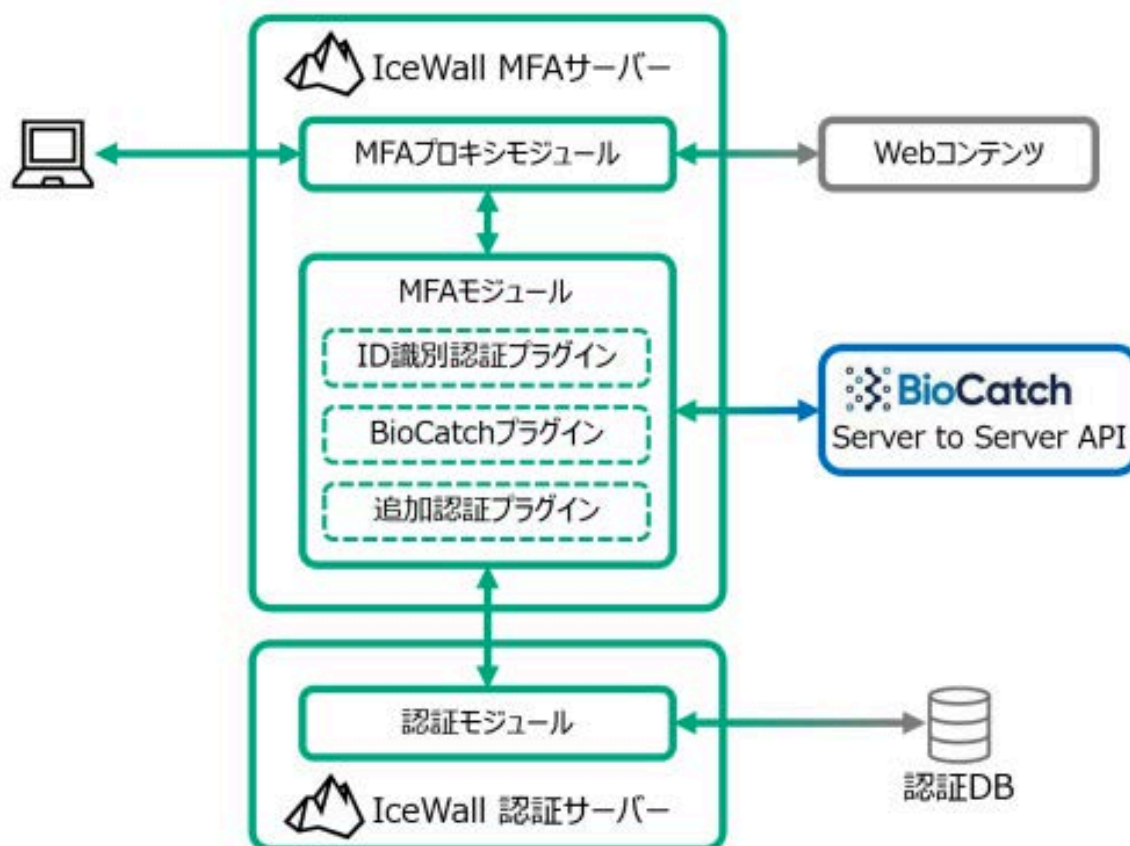 IceWall MFAサーバー
MFAプロキシモジュール
Webコンテンツ
MFAモジュール
ID識別認証プラグイン
BioCatchプラグイン
追加認証プラグイン
BioCatch
Server to Server API
認証モジュール
認証DB
IceWall 認証サーバー